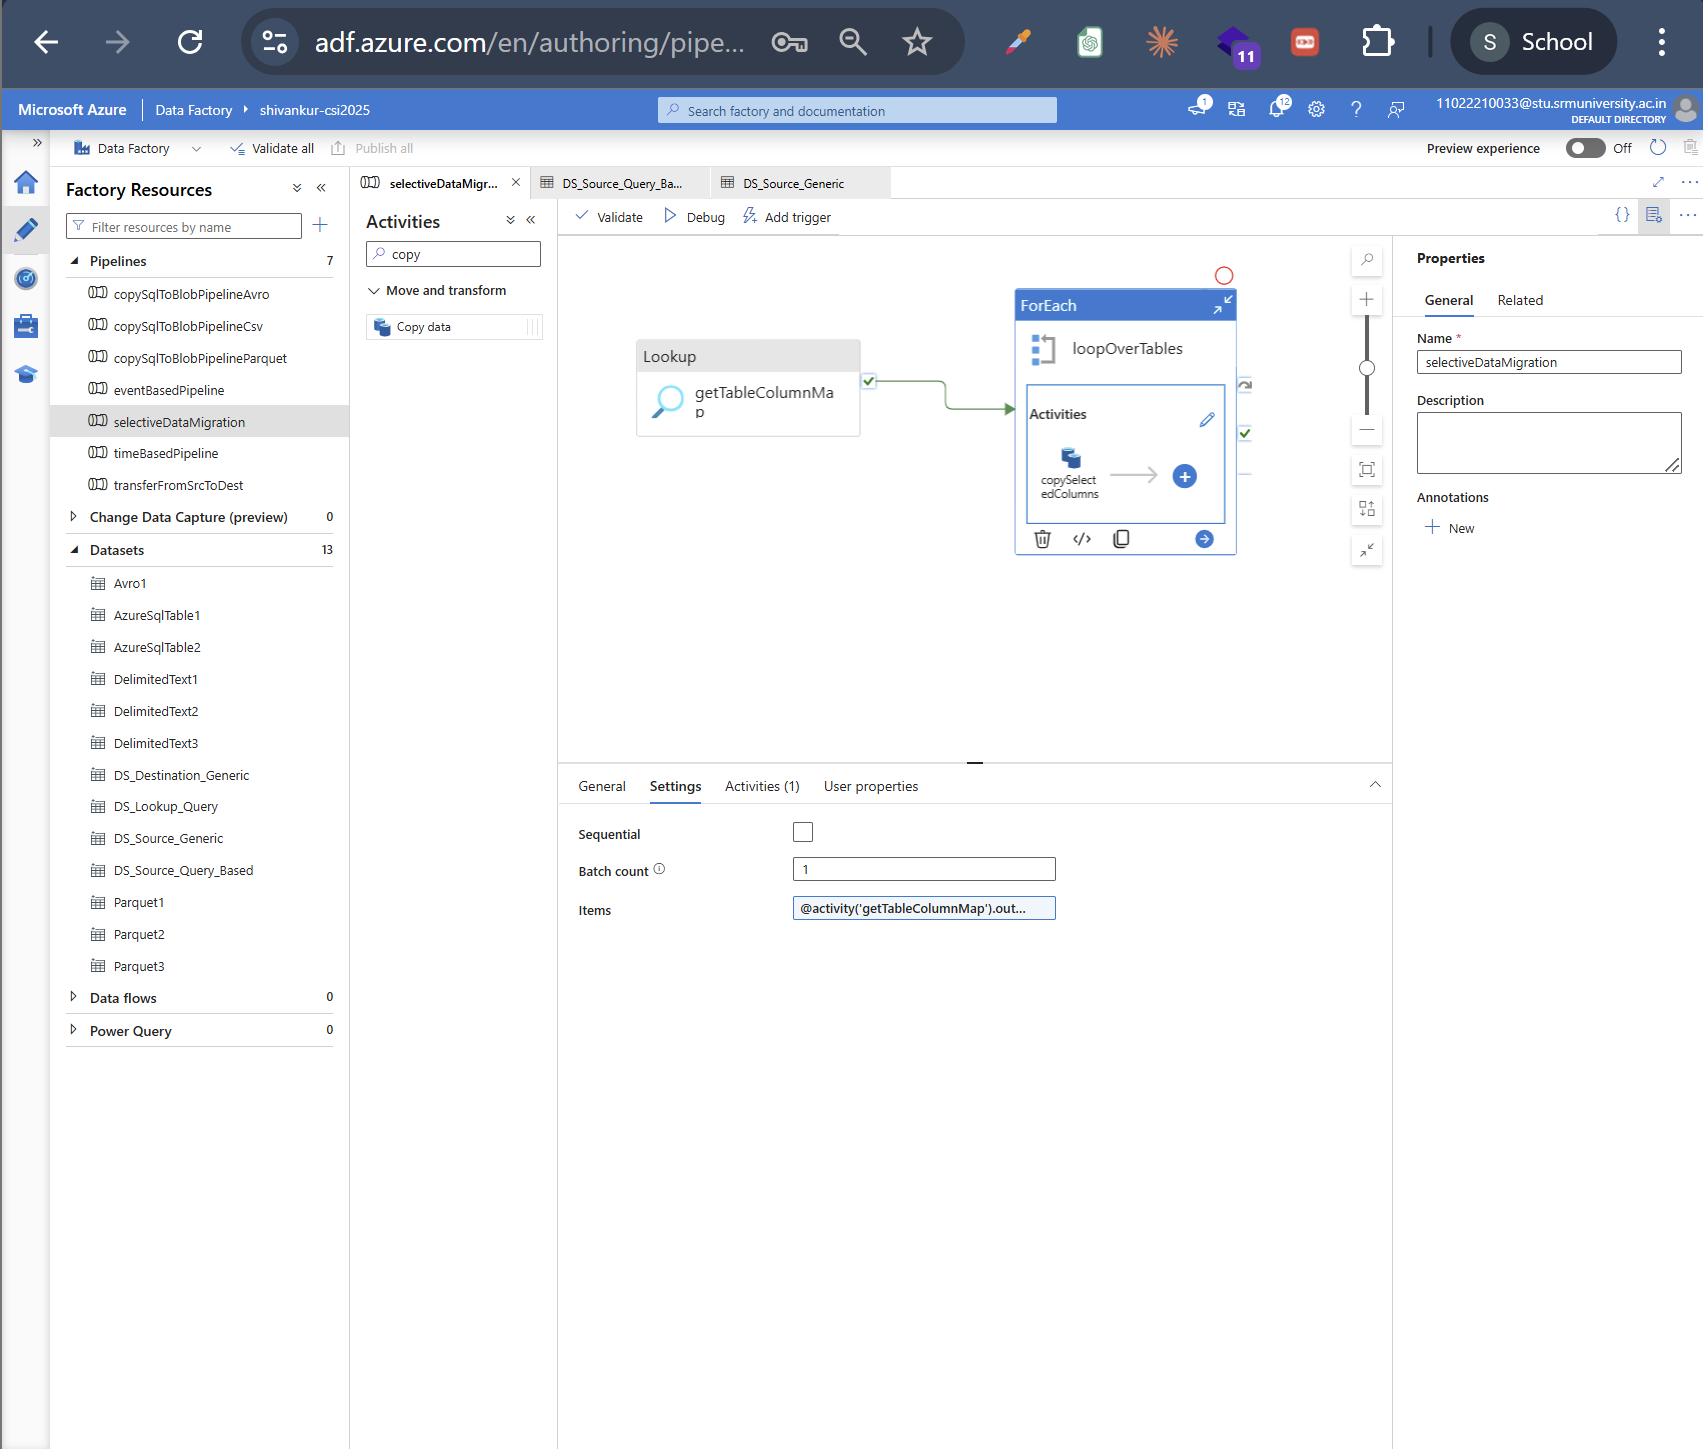 adf.azure.com/en/authoring/pipe...
11
S School
Microsoft Azure
Data Factory
shivankur-csi2025
Search factory and documentation
1
12
11022210033@stu.srmuniversity.ac.in
DEFAULT DIRECTORY
Data Factory
Validate all
Publish all
Preview experience
Off
Factory Resources
Filter resources by name
Pipelines 7
copySqlToBlobPipelineAvro
copySqlToBlobPipelineCsv
copySqlToBlobPipelineParquet
eventBasedPipeline
selectiveDataMigration
timeBasedPipeline
transferFromSrcToDest
Change Data Capture (preview) 0
Datasets 13
Avro1
AzureSqlTable1
AzureSqlTable2
DelimitedText1
DelimitedText2
DelimitedText3
DS_Destination_Generic
DS_Lookup_Query
DS_Source_Generic
DS_Source_Query_Based
Parquet1
Parquet2
Parquet3
Data flows 0
Power Query 0
selectiveDataMigr...
DS_Source_Query_Ba...
DS_Source_Generic
Activities
copy
Move and transform
Copy data
Validate
Debug
Add trigger
Lookup
getTableColumnMa
p
ForEach
loopOverTables
Activities
copySelect
edColumns
General
Settings
Activities (1)
User properties
Sequential
Batch count
1
Items
@activity('getTableColumnMap').out...
Properties
General
Related
Name *
selectiveDataMigration
Description
Annotations
New